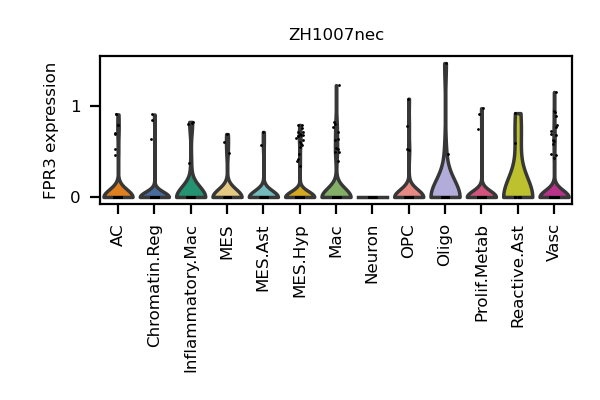 ZH1007nec
FPR3 expression
1
0
AC
Chromatin.Reg
Inflammatory.Mac
MES
MES.Ast
MES.Hyp
Mac
Neuron
OPC
Oligo
Prolif.Metab
Reactive.Ast
Vasc